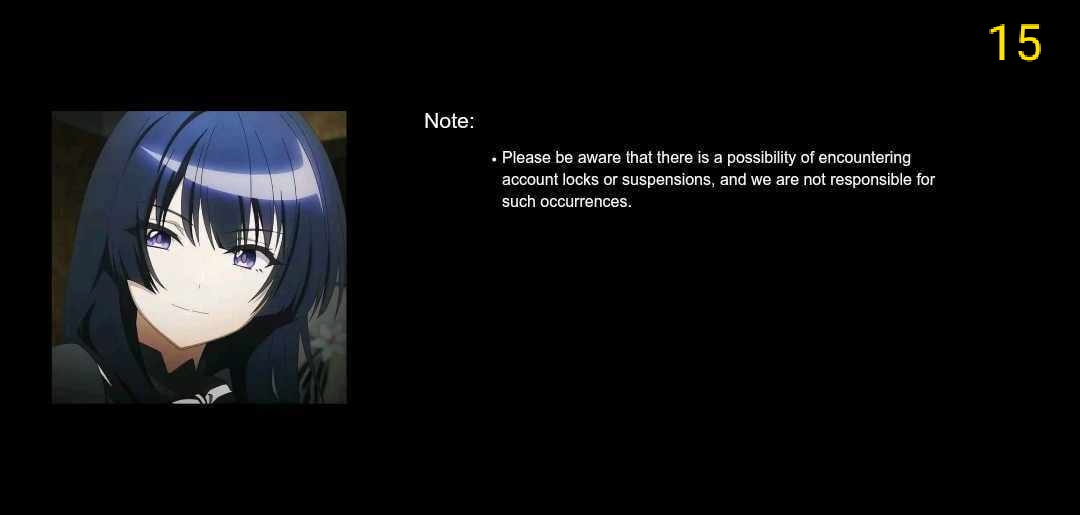 15
Note:
• Please be aware that there is a possibility of encountering
account locks or suspensions, and we are not responsible for
such occurrences.